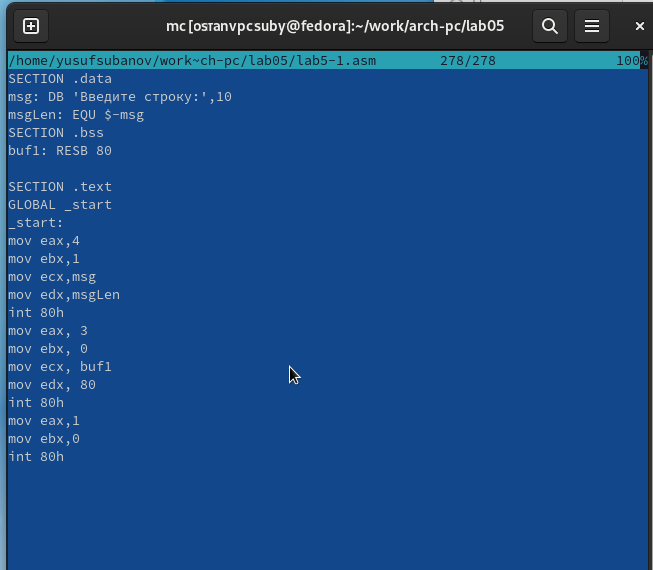 mc [ostanvpcsuby@fedora]:~/work/arch-pc/lab05
/home/yusufsubanov/work~ch-pc/lab05/lab5-1.asm 278/278 100%
SECTION .data
msg: DB 'Введите строку:',10
msgLen: EQU $-msg
SECTION .bss
buf1: RESB 80
SECTION .text
GLOBAL _start
_start:
mov eax,4
mov ebx,1
mov ecx,msg
mov edx,msgLen
int 80h
mov eax, 3
mov ebx, 0
mov ecx, buf1
mov edx, 80
int 80h
mov eax,1
mov ebx,0
int 80h